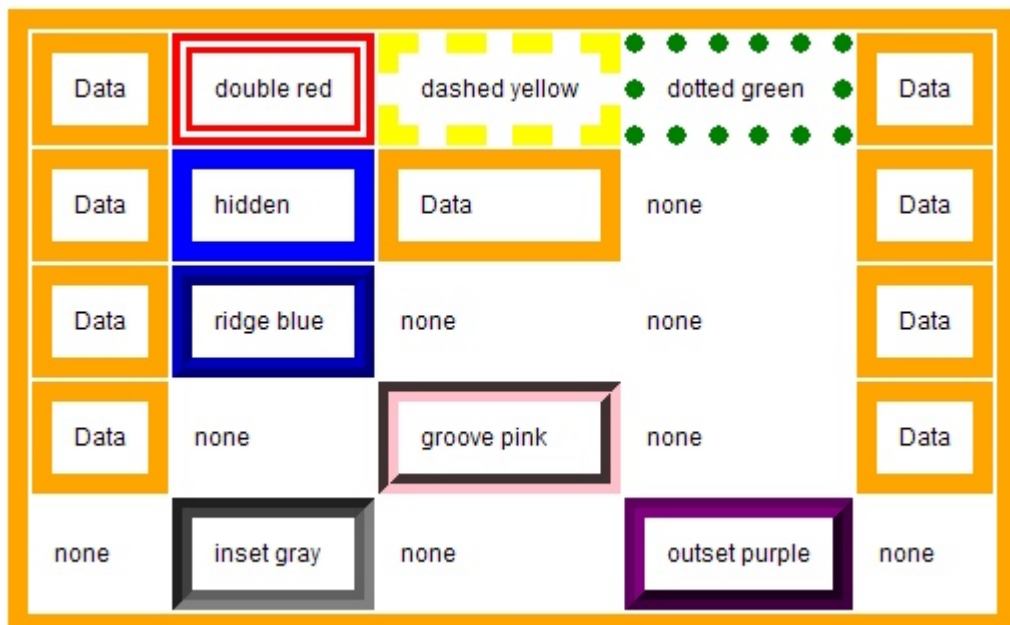 Data double red dashed yellow dotted green Data
Data hidden Data none Data
Data ridge blue none none Data
Data none groove pink none Data
none inset gray none outset purple none